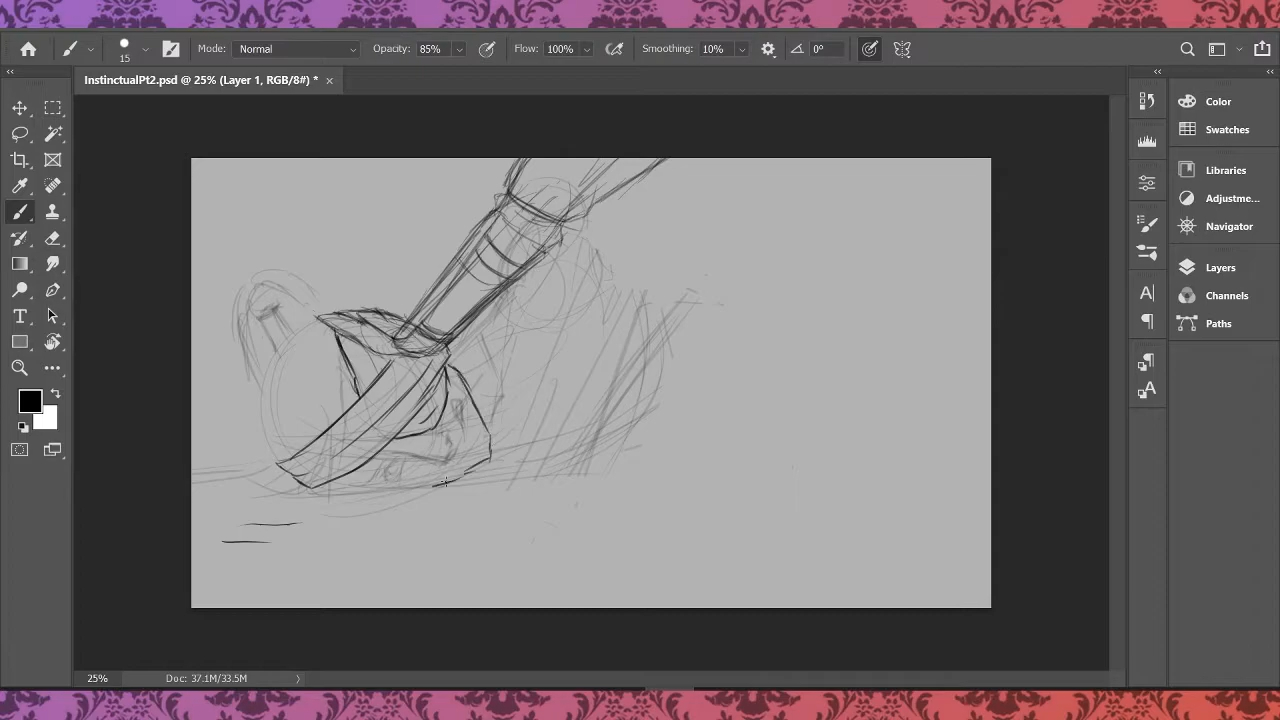 15
Mode: Normal
Opacity: 85%
Flow: 100%
Smoothing: 10%
0°
InstinctualPt2.psd @ 25% (Layer 1, RGB/8#) * ×
Color
Swatches
Libraries
Adjustme...
Navigator
Layers
Channels
Paths
25%
Doc: 37.1M/33.5M